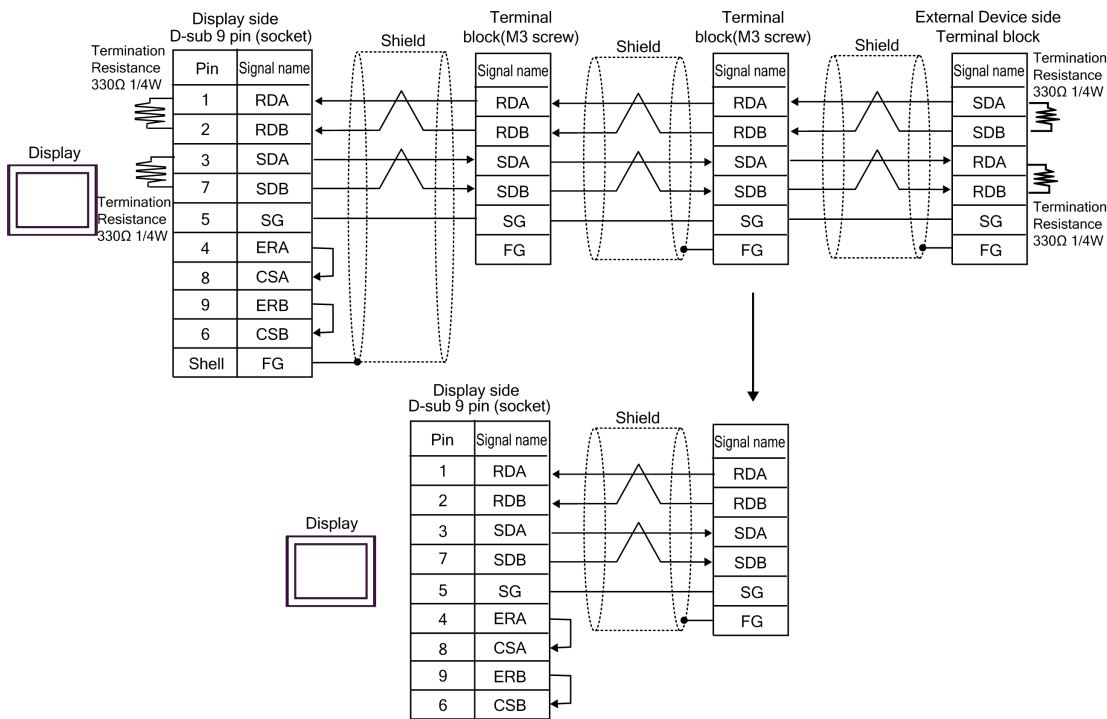 Display side
D-sub 9 pin (socket)
Terminal
block(M3 screw)
Terminal
block(M3 screw)
External Device side
Terminal block
Termination
Resistance
330Ω 1/4W
Shield
Shield
Shield
Termination
Resistance
330Ω 1/4W
Pin Signal name
1 RDA
2 RDB
3 SDA
7 SDB
5 SG
4 ERA
8 CSA
9 ERB
6 CSB
Shell FG
Signal name
RDA
RDB
SDA
SDB
SG
FG
Signal name
RDA
RDB
SDA
SDB
SG
FG
Signal name
SDA
SDB
RDA
RDB
SG
FG
Display
Termination
Resistance
330Ω 1/4W
Termination
Resistance
330Ω 1/4W
Display side
D-sub 9 pin (socket)
Shield
Pin Signal name
1 RDA
2 RDB
3 SDA
7 SDB
5 SG
4 ERA
8 CSA
9 ERB
6 CSB
Signal name
RDA
RDB
SDA
SDB
SG
FG
Display